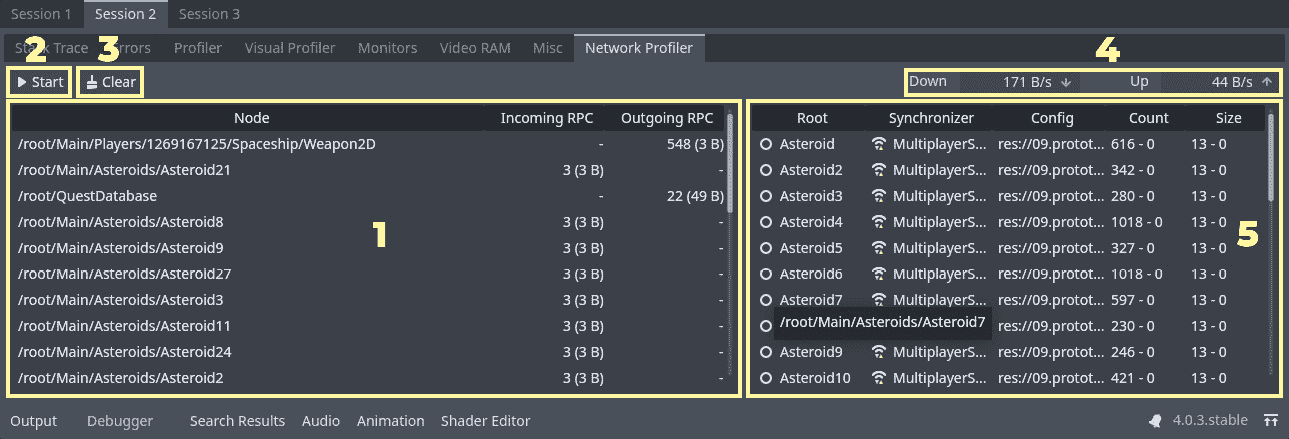 Session 1 Session 2 Session 3
Stack Trace Errors Profiler Visual Profiler Monitors Video RAM Misc Network Profiler
2 3 4
Start Clear Down 171 B/s Up 44 B/s
Node Incoming RPC Outgoing RPC Root Synchronizer Config Count Size
/root/Main/Players/1269167125/Spaceship/Weapon2D - 548 (3 B) Asteroid MultiplayerS... res://09.protot... 616 - 0 13 - 0
/root/Main/Asteroids/Asteroid21 3 (3 B) - Asteroid2 MultiplayerS... res://09.protot... 342 - 0 13 - 0
/root/QuestDatabase - 22 (49 B) Asteroid3 MultiplayerS... res://09.protot... 280 - 0 13 - 0
/root/Main/Asteroids/Asteroid8 3 (3 B) - Asteroid4 MultiplayerS... res://09.protot... 1018 - 0 13 - 0
1 5
/root/Main/Asteroids/Asteroid9 3 (3 B) - Asteroid5 MultiplayerS... res://09.protot... 327 - 0 13 - 0
/root/Main/Asteroids/Asteroid27 3 (3 B) - Asteroid6 MultiplayerS... res://09.protot... 1018 - 0 13 - 0
/root/Main/Asteroids/Asteroid3 3 (3 B) - Asteroid7 MultiplayerS... res://09.protot... 597 - 0 13 - 0
/root/Main/Asteroids/Asteroid11 3 (3 B) - /root/Main/Asteroids/Asteroid7 res://09.protot... 230 - 0 13 - 0
/root/Main/Asteroids/Asteroid24 3 (3 B) - Asteroid9 MultiplayerS... res://09.protot... 246 - 0 13 - 0
/root/Main/Asteroids/Asteroid2 3 (3 B) - Asteroid10 MultiplayerS... res://09.protot... 421 - 0 13 - 0
Output Debugger Search Results Audio Animation Shader Editor 4.0.3.stable